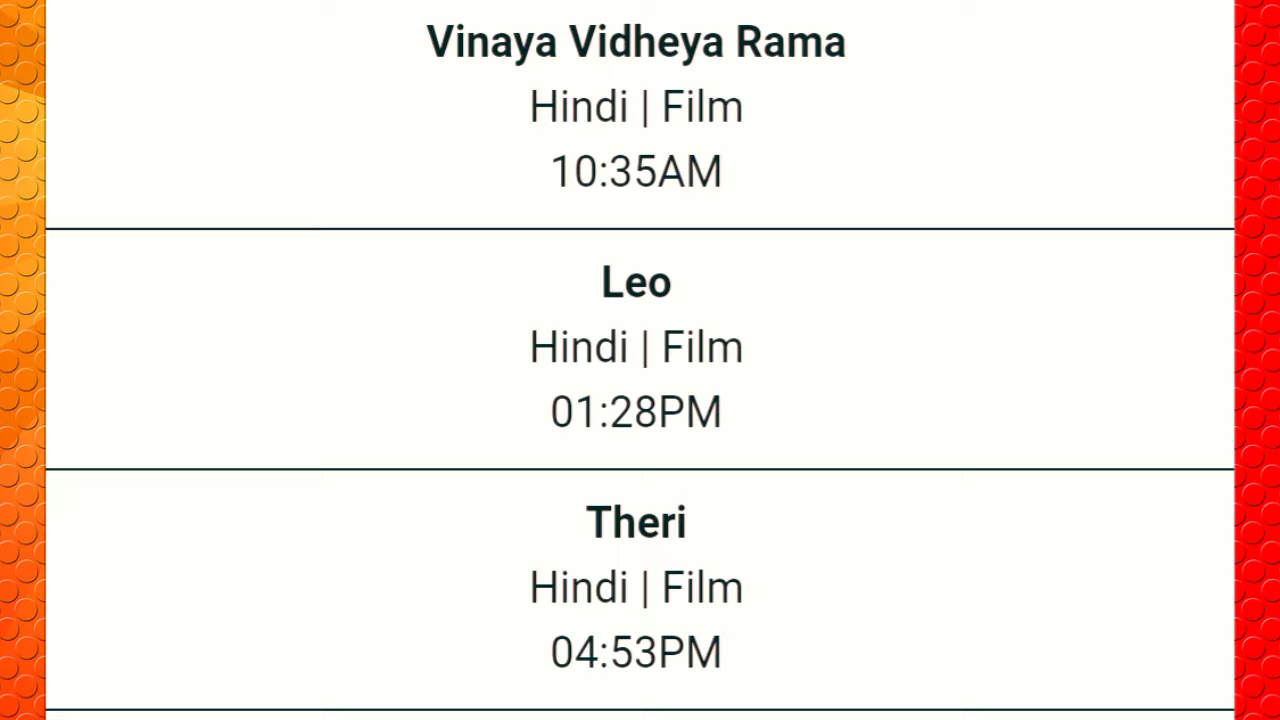 Vinaya Vidheya Rama
Hindi | Film
10:35AM
Leo
Hindi | Film
01:28PM
Theri
Hindi | Film
04:53PM